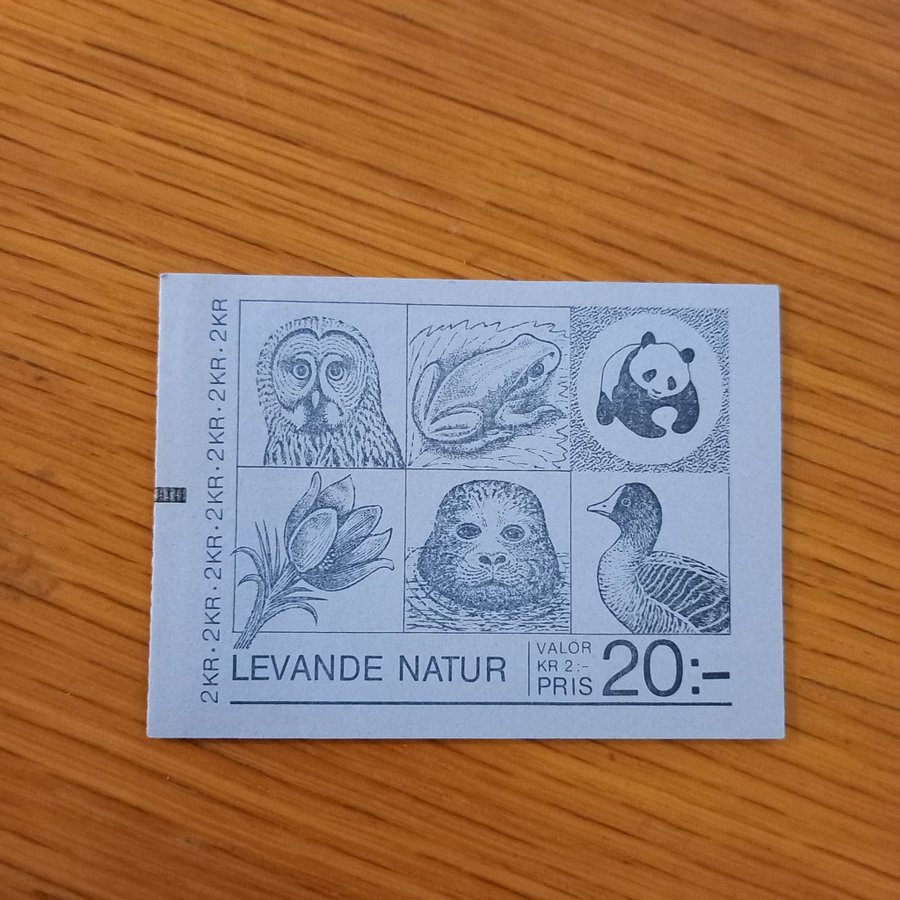 2KR·2KR·2KR·2KR·2KR·2KR
LEVANDE NATUR
VALÖR
KR 2:-
PRIS 20:-